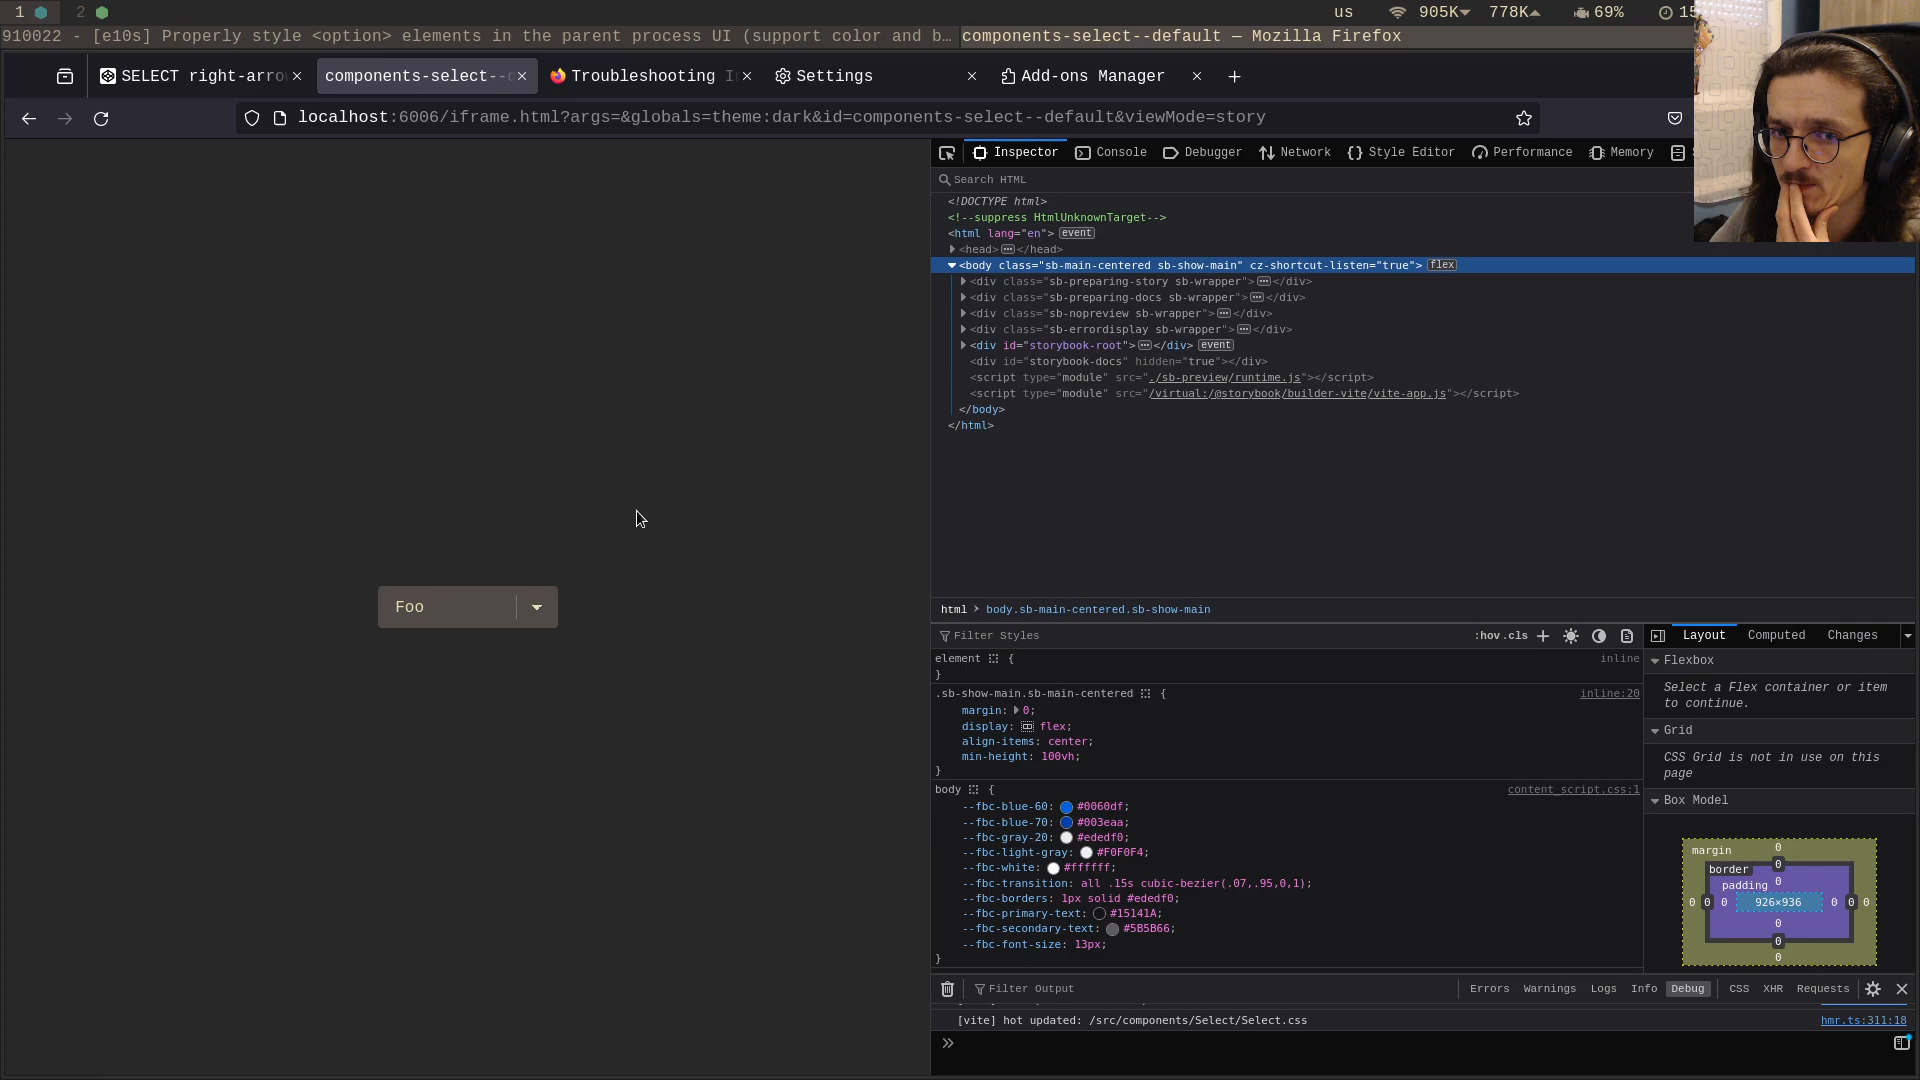 1 2 us 905K 778K 69% 15
910022 - [e10s] Properly style <option> elements in the parent process UI (support color and b… components-select--default — Mozilla Firefox
SELECT right-arro components-select-- Troubleshooting I Settings Add-ons Manager
localhost:6006/iframe.html?args=&globals=theme:dark&id=components-select--default&viewMode=story
Inspector Console Debugger Network Style Editor Performance Memory
Search HTML
<!DOCTYPE html>
<!--suppress HtmlUnknownTarget-->
<html lang="en"> event
<head> </head>
<body class="sb-main-centered sb-show-main" cz-shortcut-listen="true"> flex
<div class="sb-preparing-story sb-wrapper"> </div>
<div class="sb-preparing-docs sb-wrapper"> </div>
<div class="sb-nopreview sb-wrapper"> </div>
<div class="sb-errordisplay sb-wrapper"> </div>
<div id="storybook-root"> </div> event
<div id="storybook-docs" hidden="true"></div>
<script type="module" src="./sb-preview/runtime.js"></script>
<script type="module" src="/virtual:/@storybook/builder-vite/vite-app.js"></script>
</body>
</html>
Foo
html body.sb-main-centered.sb-show-main
Filter Styles :hov .cls
element { inline
}
.sb-show-main.sb-main-centered { inline:20
margin: 0;
display: flex;
align-items: center;
min-height: 100vh;
}
body { content_script.css:1
--fbc-blue-60: #0060df;
--fbc-blue-70: #003eaa;
--fbc-gray-20: #ededf0;
--fbc-light-gray: #F0F0F4;
--fbc-white: #ffffff;
--fbc-transition: all .15s cubic-bezier(.07,.95,0,1);
--fbc-borders: 1px solid #ededf0;
--fbc-primary-text: #15141A;
--fbc-secondary-text: #5B5B66;
--fbc-font-size: 13px;
}
Layout Computed Changes
Flexbox
Select a Flex container or item
to continue.
Grid
CSS Grid is not in use on this
page
Box Model
margin 0
border 0
padding 0
0 0 0 926×936 0 0 0
0
0
0
Filter Output Errors Warnings Logs Info Debug CSS XHR Requests
[vite] hot updated: /src/components/Select/Select.css hmr.ts:311:18